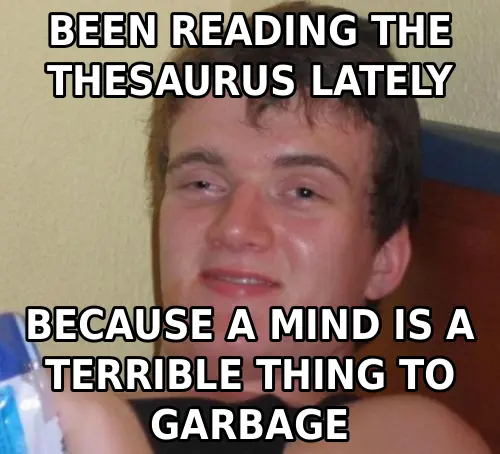 BEEN READING THE
THESAURUS LATELY
BECAUSE A MIND IS A
TERRIBLE THING TO
GARBAGE